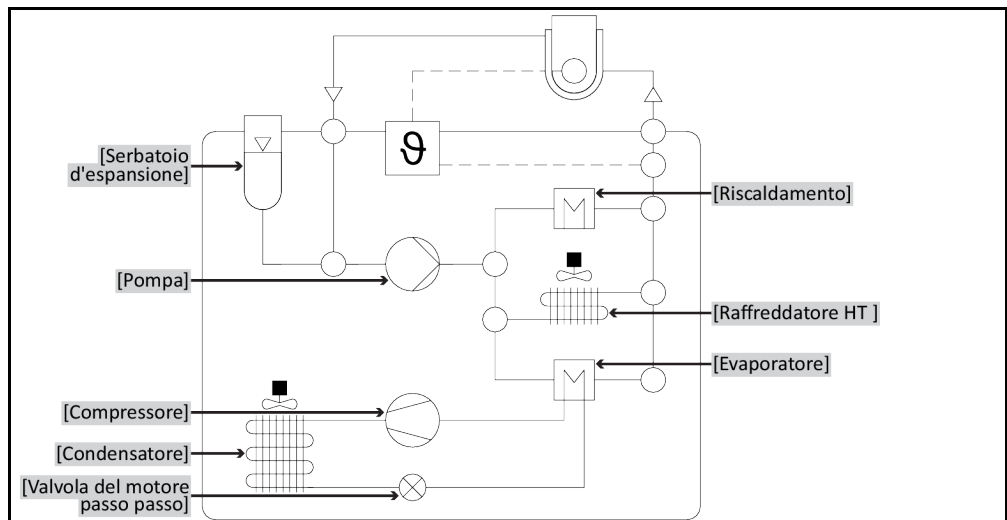 [Serbatoio
d'espansione]
ϑ
[Riscaldamento]
[Pompa]
[Raffreddatore HT ]
[Evaporatore]
[Compressore]
[Condensatore]
[Valvola del motore
passo passo]